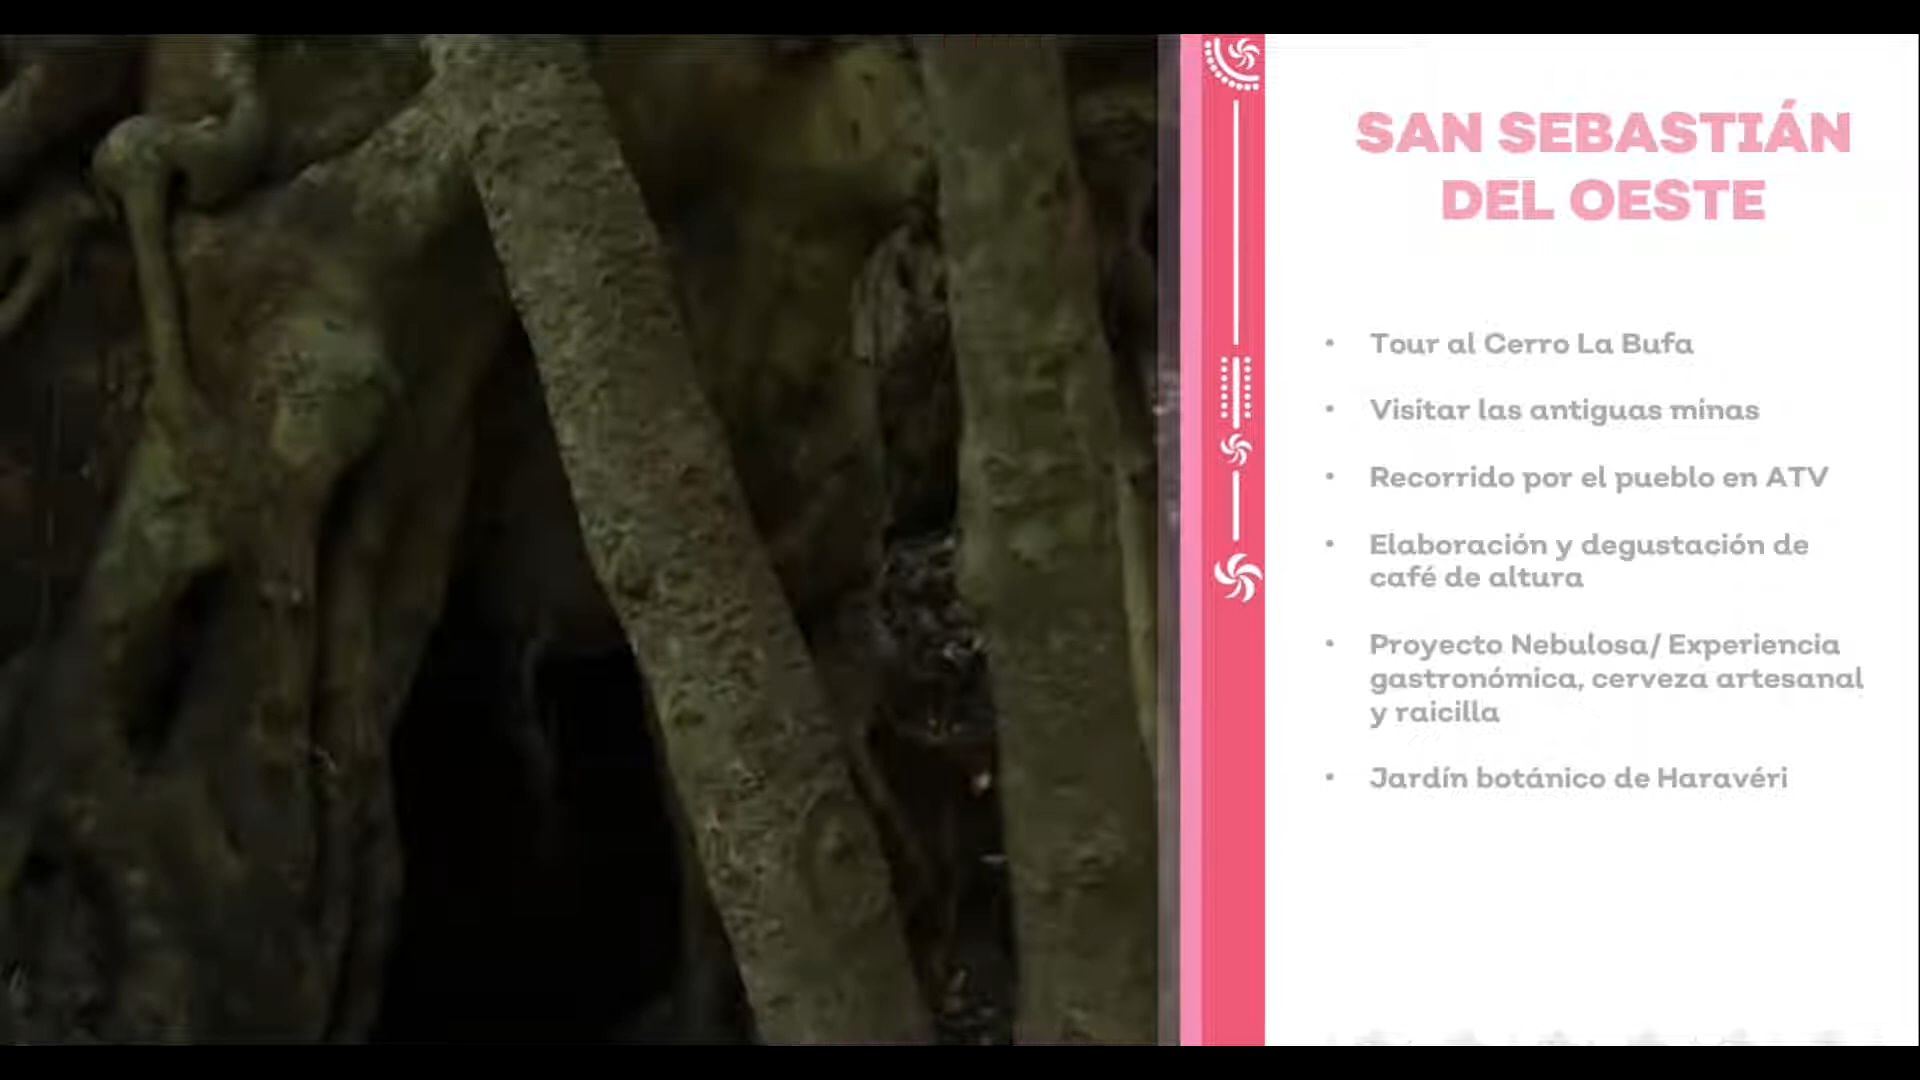 SAN SEBASTIÁN
DEL OESTE
• Tour al Cerro La Bufa
• Visitar las antiguas minas
• Recorrido por el pueblo en ATV
• Elaboración y degustación de
café de altura
• Proyecto Nebulosa/ Experiencia
gastronómica, cerveza artesanal
y raicilla
• Jardín botánico de Haravéri